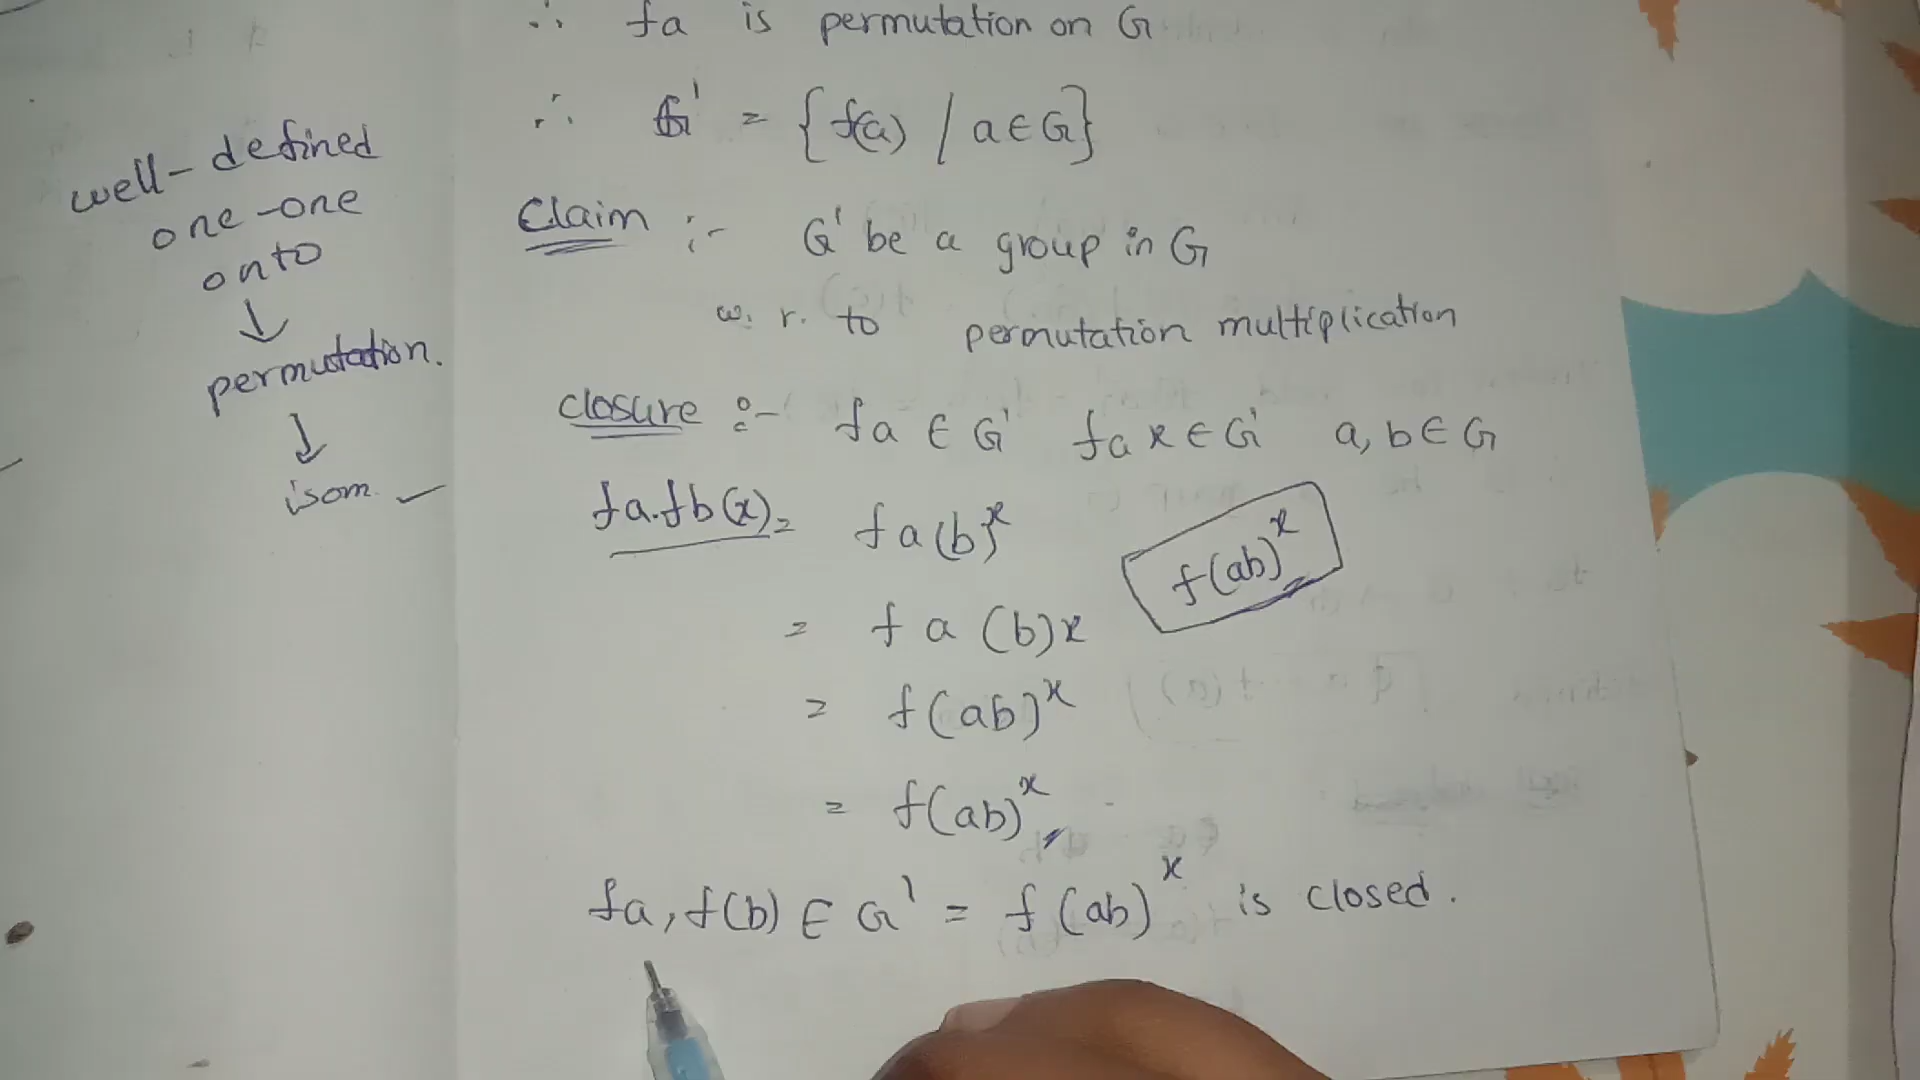 ∴ fa is permutation on G
∴ G' = {f(a) / a ∈ G}
Claim :- G' be a group in G
w. r. to permutation multiplication
closure :- fa ∈ G' fa x ∈ G' a, b ∈ G
fa.fb(x) = fa(b)^x
= f a (b)x
= f(ab)^x
= f(ab)^x
fa, f(b) ∈ G' = f(ab)^x is closed.
f(ab)^x
well-defined
one-one
onto
↓
permutation.
↓
isom. ✓